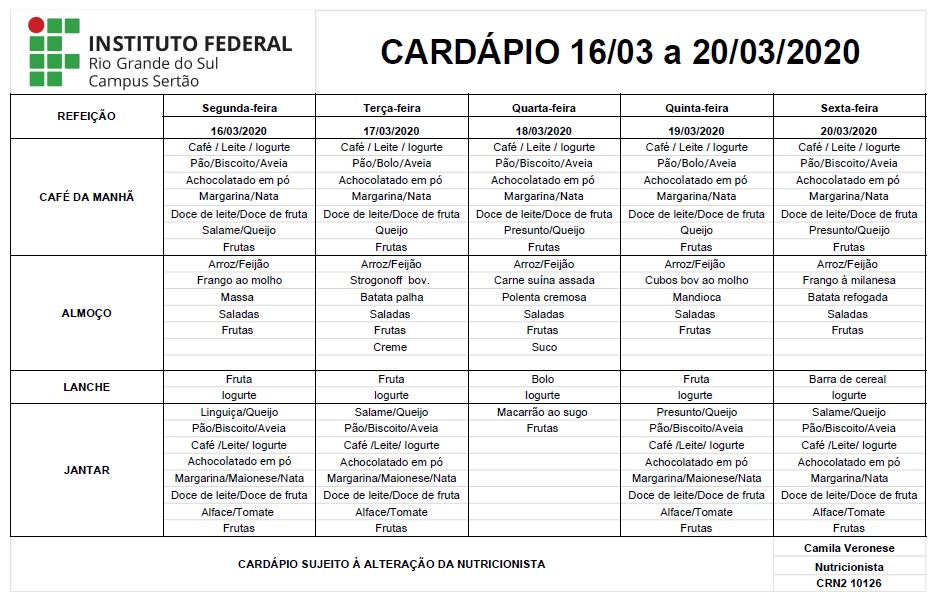 INSTITUTO FEDERAL
Rio Grande do Sul
Campus Sertão
CARDÁPIO 16/03 a 20/03/2020
REFEIÇÃO Segunda-feira Terça-feira Quarta-feira Quinta-feira Sexta-feira
16/03/2020 17/03/2020 18/03/2020 19/03/2020 20/03/2020
CAFÉ DA MANHÃ
Café / Leite / Iogurte Café / Leite / Iogurte Café / Leite / Iogurte Café / Leite / Iogurte Café / Leite / Iogurte
Pão/Biscoito/Aveia Pão/Bolo/Aveia Pão/Biscoito/Aveia Pão/Bolo/Aveia Pão/Biscoito/Aveia
Achocolatado em pó Achocolatado em pó Achocolatado em pó Achocolatado em pó Achocolatado em pó
Margarina/Nata Margarina/Nata Margarina/Nata Margarina/Nata Margarina/Nata
Doce de leite/Doce de fruta Doce de leite/Doce de fruta Doce de leite/Doce de fruta Doce de leite/Doce de fruta Doce de leite/Doce de fruta
Salame/Queijo Queijo Presunto/Queijo Queijo Presunto/Queijo
Frutas Frutas Frutas Frutas Frutas
ALMOÇO
Arroz/Feijão Arroz/Feijão Arroz/Feijão Arroz/Feijão Arroz/Feijão
Frango ao molho Strogonoff bov. Carne suína assada Cubos bov ao molho Frango à milanesa
Massa Batata palha Polenta cremosa Mandioca Batata refogada
Saladas Saladas Saladas Saladas Saladas
Frutas Frutas Frutas Frutas Frutas
Creme Suco
LANCHE
Fruta Fruta Bolo Fruta Barra de cereal
Iogurte Iogurte Iogurte Iogurte Iogurte
JANTAR
Linguiça/Queijo Salame/Queijo Macarrão ao sugo Presunto/Queijo Salame/Queijo
Pão/Biscoito/Aveia Pão/Biscoito/Aveia Frutas Pão/Biscoito/Aveia Pão/Biscoito/Aveia
Café /Leite/ Iogurte Café /Leite/ Iogurte Café /Leite/ Iogurte Café /Leite/ Iogurte
Achocolatado em pó Achocolatado em pó Achocolatado em pó Achocolatado em pó
Margarina/Maionese/Nata Margarina/Maionese/Nata Margarina/Maionese/Nata Margarina/Nata
Doce de leite/Doce de fruta Doce de leite/Doce de fruta Doce de leite/Doce de fruta Doce de leite/Doce de fruta
Alface/Tomate Alface/Tomate Alface/Tomate Alface/Tomate
Frutas Frutas Frutas Frutas
CARDÁPIO SUJEITO À ALTERAÇÃO DA NUTRICIONISTA
Camila Veronese
Nutricionista
CRN2 10126